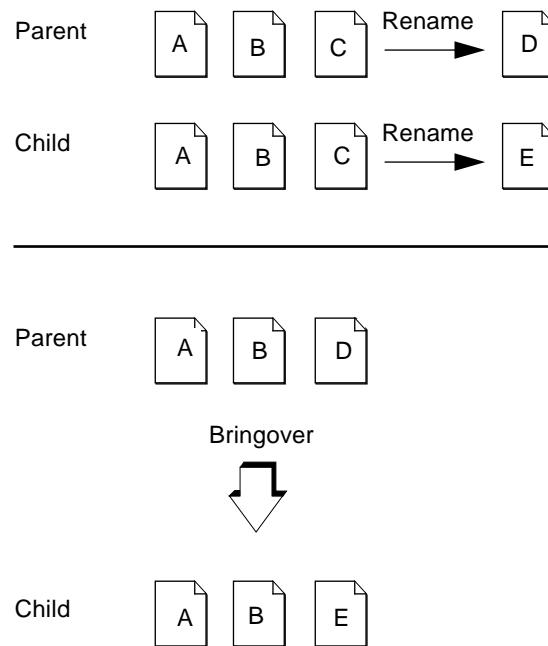 Parent A B C Rename D
Child A B C Rename E
Parent A B D
Bringover
Child A B E